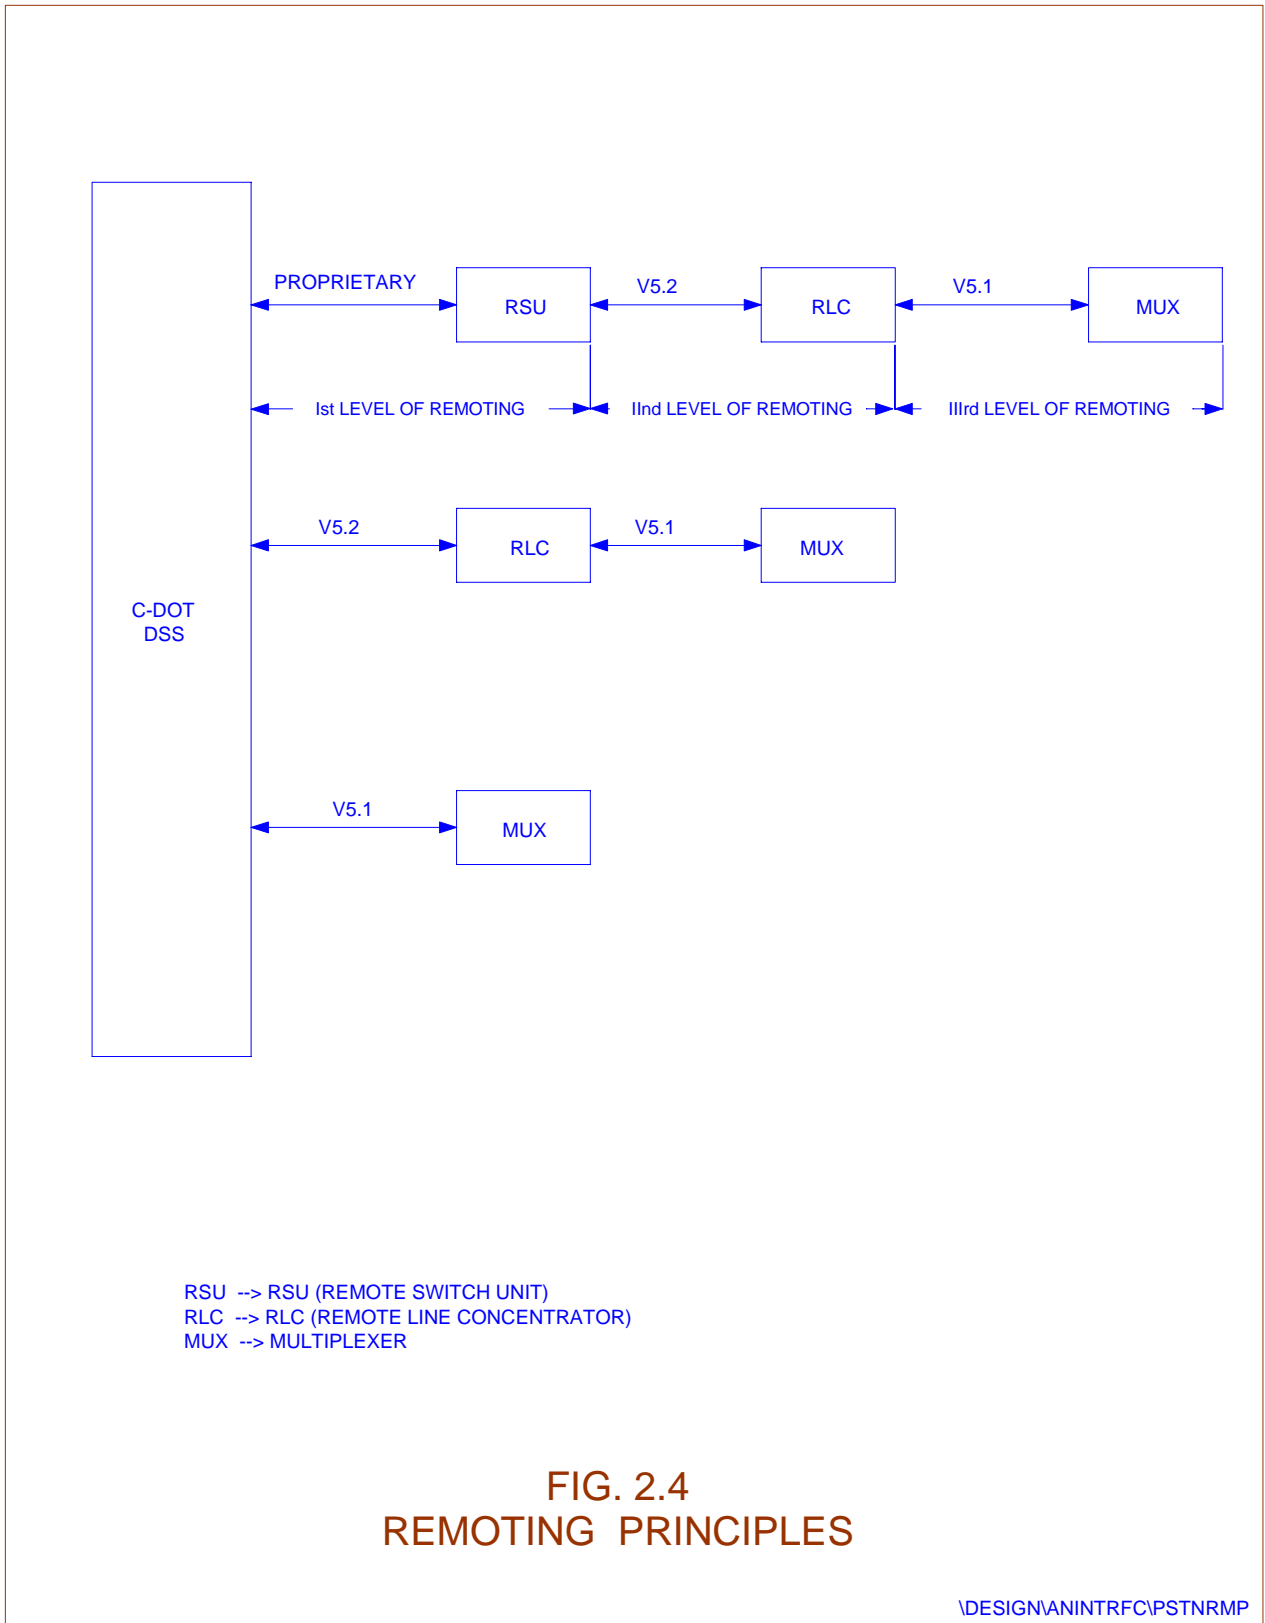 PROPRIETARY
RSU
V5.2
RLC
V5.1
MUX
Ist LEVEL OF REMOTING
IInd LEVEL OF REMOTING
IIIrd LEVEL OF REMOTING
V5.2
RLC
V5.1
MUX
C-DOT
DSS
V5.1
MUX
RSU --> RSU (REMOTE SWITCH UNIT)
RLC --> RLC (REMOTE LINE CONCENTRATOR)
MUX --> MULTIPLEXER
FIG. 2.4
REMOTING PRINCIPLES
\DESIGN\ANINTRFC\PSTNRMP